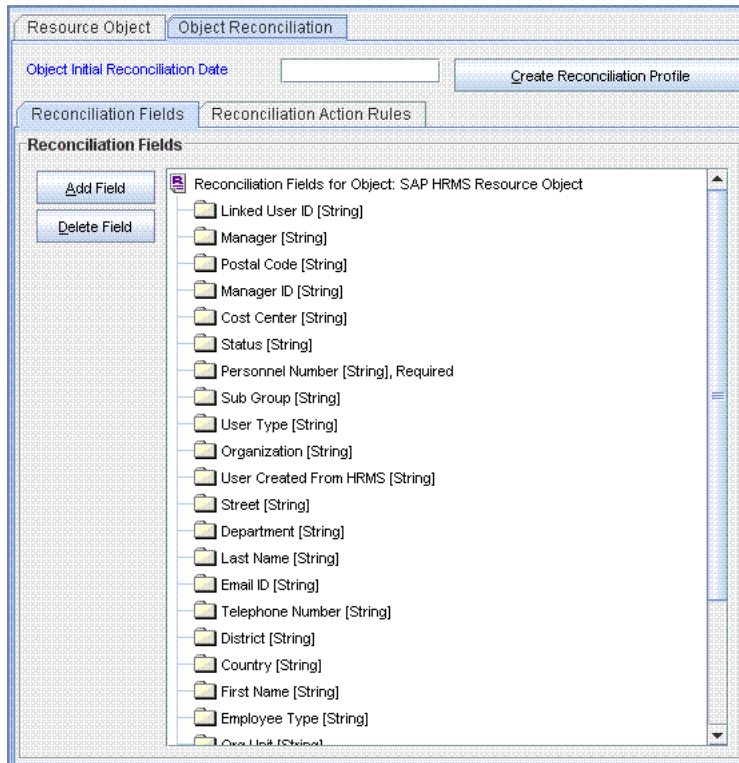 Resource Object
Object Reconciliation
Object Initial Reconciliation Date
Create Reconciliation Profile
Reconciliation Fields
Reconciliation Action Rules
Reconciliation Fields
Add Field
Delete Field
Reconciliation Fields for Object: SAP HRMS Resource Object
Linked User ID [String]
Manager [String]
Postal Code [String]
Manager ID [String]
Cost Center [String]
Status [String]
Personnel Number [String], Required
Sub Group [String]
User Type [String]
Organization [String]
User Created From HRMS [String]
Street [String]
Department [String]
Last Name [String]
Email ID [String]
Telephone Number [String]
District [String]
Country [String]
First Name [String]
Employee Type [String]
Org Unit [String]